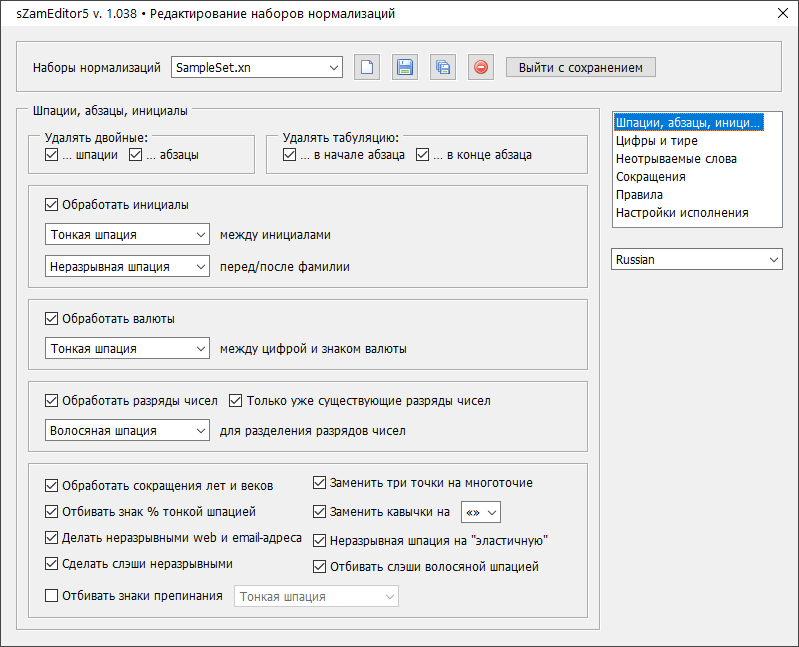 sZamEditor5 v. 1.038 • Редактирование наборов нормализаций
Наборы нормализаций SampleSet.xn Выйти с сохранением
Шпации, абзацы, инициалы
Удалять двойные: Удалять табуляцию:
... шпации ... абзацы ... в начале абзаца ... в конце абзаца
Обработать инициалы
Тонкая шпация между инициалами
Неразрывная шпация перед/после фамилии
Обработать валюты
Тонкая шпация между цифрой и знаком валюты
Обработать разряды чисел Только уже существующие разряды чисел
Волосяная шпация для разделения разрядов чисел
Обработать сокращения лет и веков Заменить три точки на многоточие
Отбивать знак % тонкой шпацией Заменить кавычки на «»
Делать неразрывными web и email-адреса Неразрывная шпация на "эластичную"
Сделать слэши неразрывными Отбивать слэши волосяной шпацией
Отбивать знаки препинания Тонкая шпация
Шпации, абзацы, иници...
Цифры и тире
Неотрываемые слова
Сокращения
Правила
Настройки исполнения
Russian